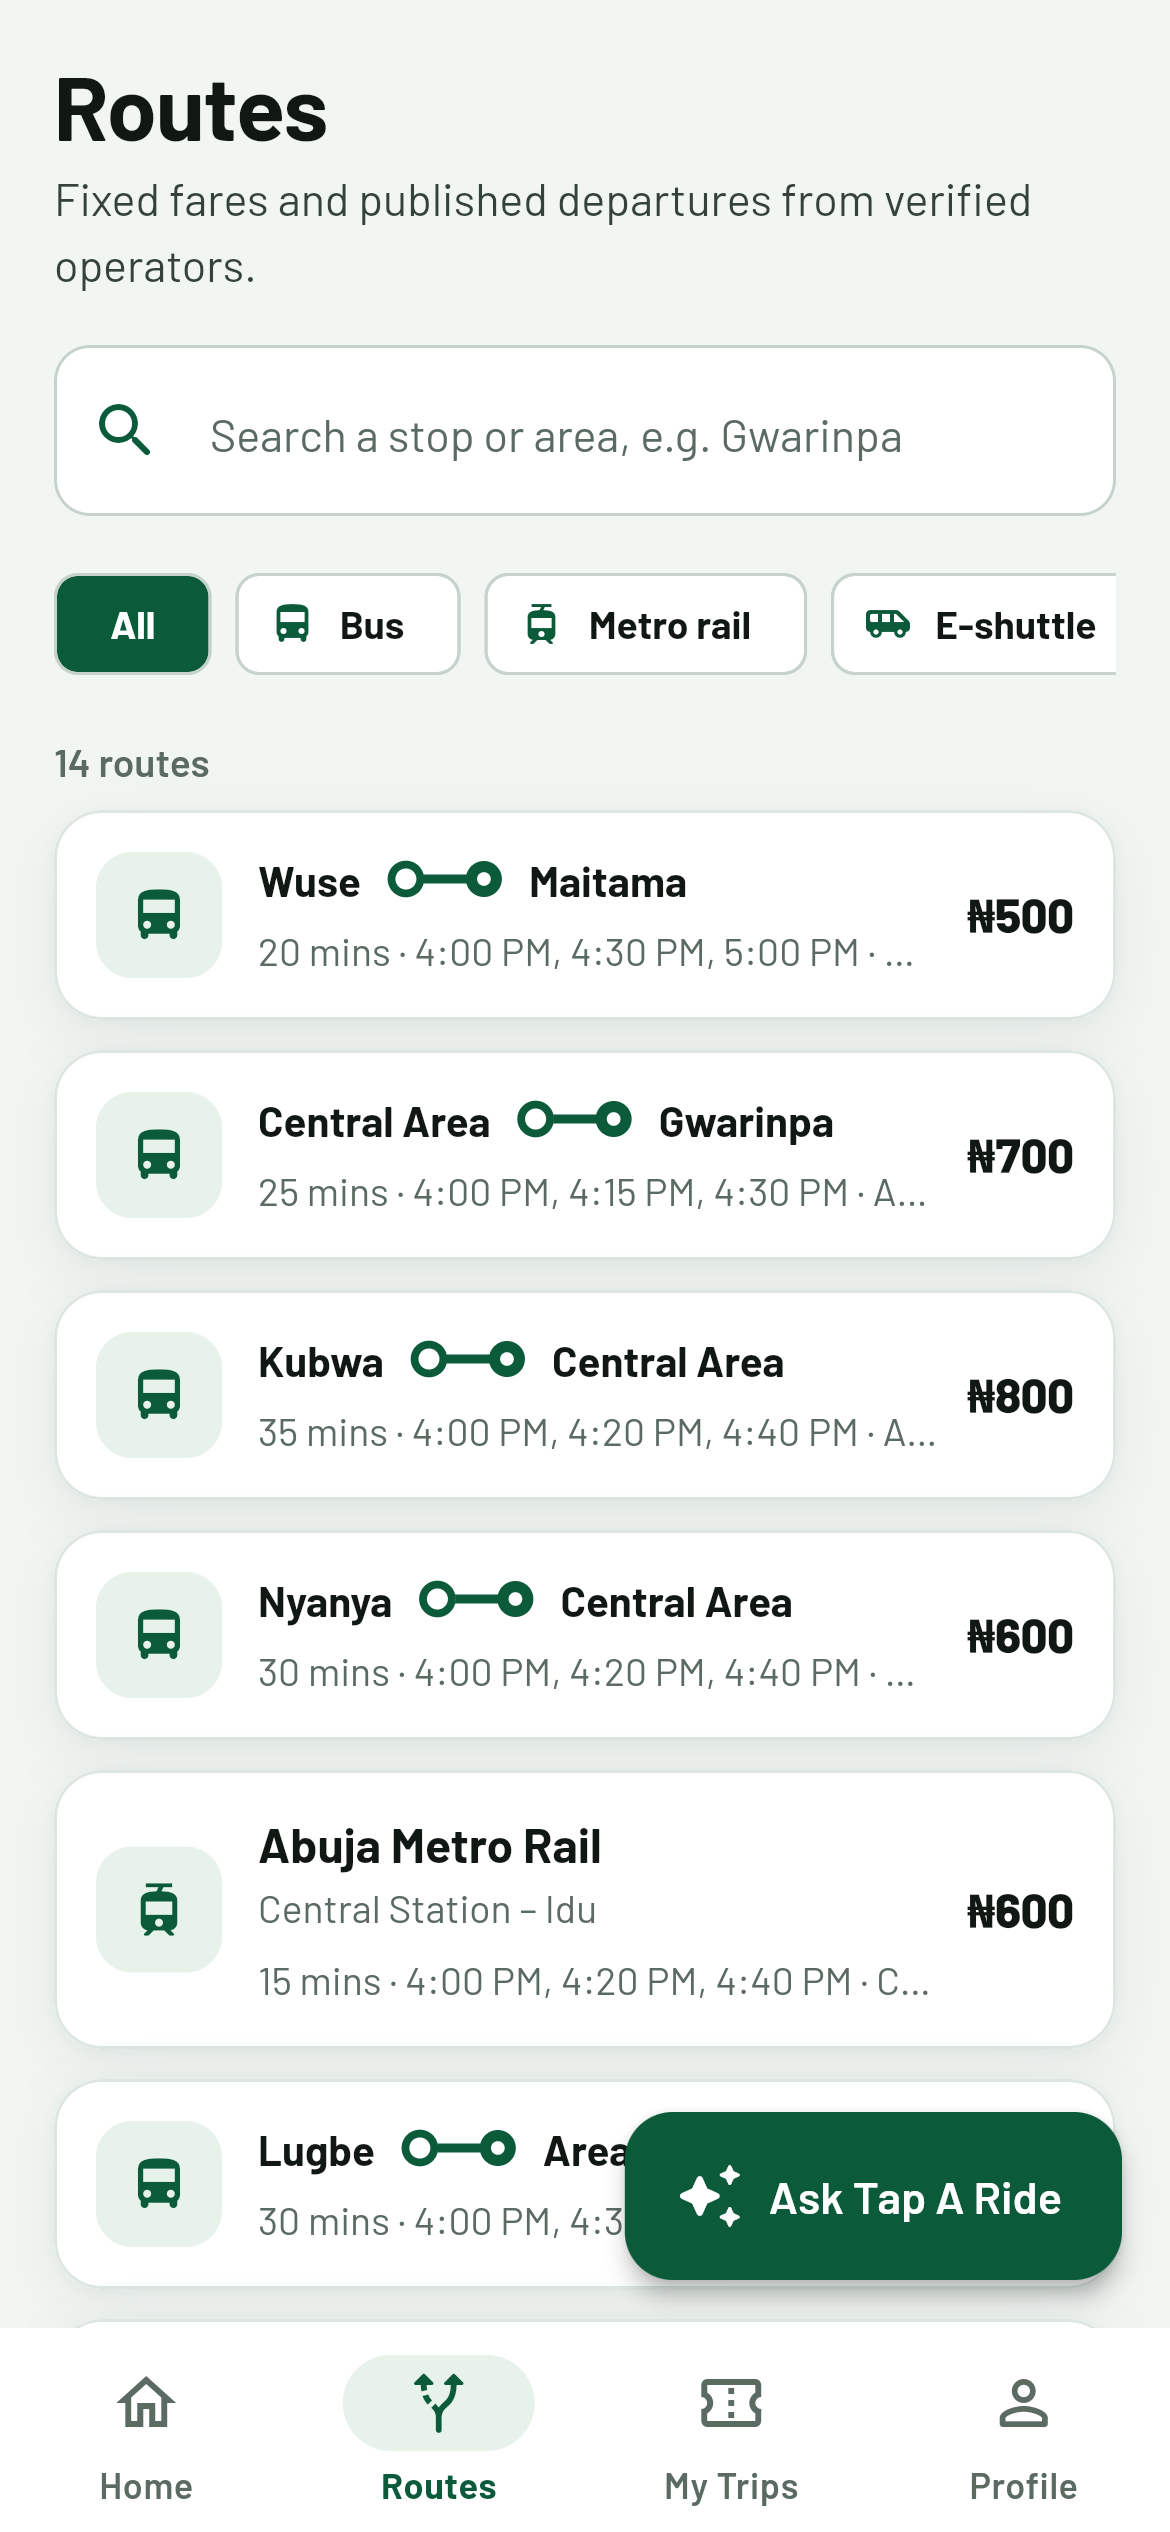 Routes
Fixed fares and published departures from verified
operators.
Search a stop or area, e.g. Gwarinpa
All
Bus
Metro rail
E-shuttle
14 routes
Wuse Maitama
20 mins · 4:00 PM, 4:30 PM, 5:00 PM · ...
₦500
Central Area Gwarinpa
25 mins · 4:00 PM, 4:15 PM, 4:30 PM · A...
₦700
Kubwa Central Area
35 mins · 4:00 PM, 4:20 PM, 4:40 PM · A...
₦800
Nyanya Central Area
30 mins · 4:00 PM, 4:20 PM, 4:40 PM · ...
₦600
Abuja Metro Rail
Central Station – Idu
15 mins · 4:00 PM, 4:20 PM, 4:40 PM · C...
₦600
Lugbe Area
30 mins · 4:00 PM, 4:3
Ask Tap A Ride
Home
Routes
My Trips
Profile